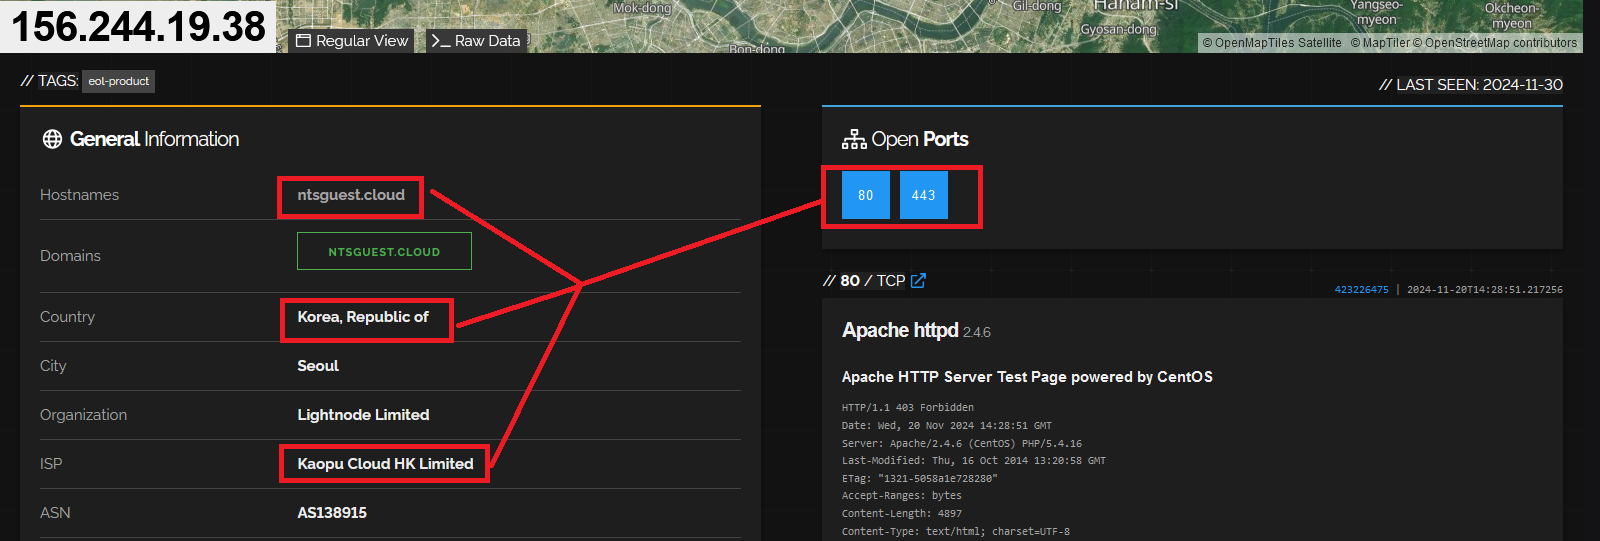 156.244.19.38
Regular View
Raw Data
Mok-dong
Bon-dong
Gil-dong
Hanam-si
Gyosan-dong
Yangseo-
myeon
Okcheon-
myeon
© OpenMapTiles Satellite © MapTiler © OpenStreetMap contributors
// TAGS: eol-product
// LAST SEEN: 2024-11-30
General Information
Hostnames ntsguest.cloud
Domains NTSGUEST.CLOUD
Country Korea, Republic of
City Seoul
Organization Lightnode Limited
ISP Kaopu Cloud HK Limited
ASN AS138915
Open Ports
80 443
// 80 / TCP
423226475 | 2024-11-20T14:28:51.217256
Apache httpd 2.4.6
Apache HTTP Server Test Page powered by CentOS
HTTP/1.1 403 Forbidden
Date: Wed, 20 Nov 2024 14:28:51 GMT
Server: Apache/2.4.6 (CentOS) PHP/5.4.16
Last-Modified: Thu, 16 Oct 2014 13:20:58 GMT
ETag: "1321-5058a1e728280"
Accept-Ranges: bytes
Content-Length: 4897
Content-Type: text/html; charset=UTF-8